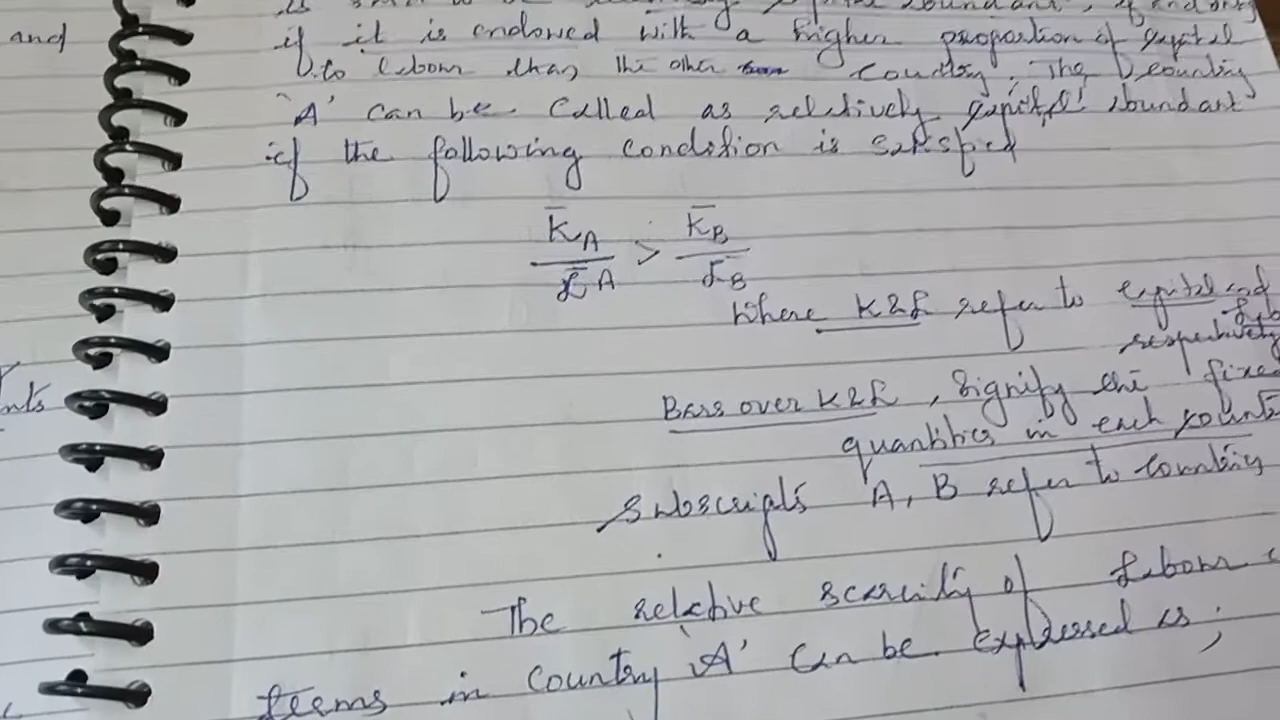 and
if it is endowed with a higher proportion of capital
to labour than the other country. The country
'A' can be called as relatively capital abundant
if the following condition is satisfied
K̄A / L̄A > K̄B / L̄B
Where K & L refer to capital and
respectively
Bars over K & L, signify the fixed
quantities in each
subscripts A, B refer to country
The relative scarcity of labour
terms in country 'A' can be expressed as;